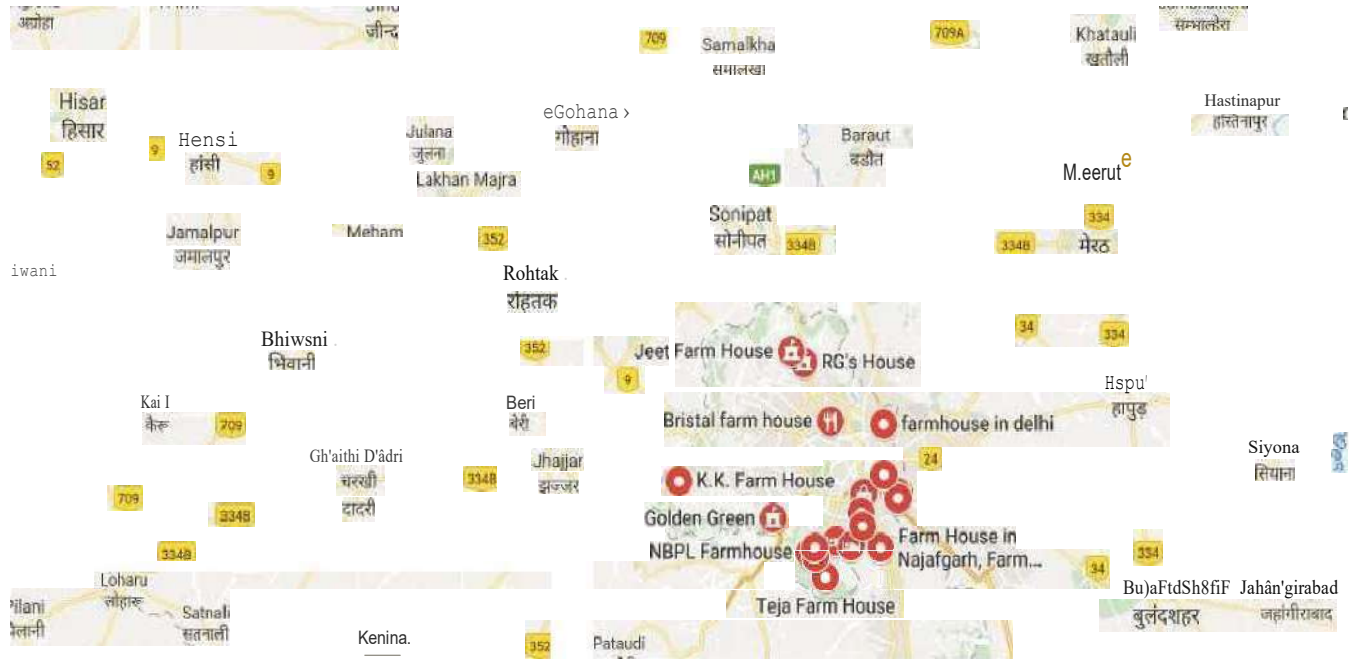 अग्रोहा
जीन्द
709
Samalkha
समालखा
709A
Khatauli
खतौली
सम्भालहेरा
Hisar
हिसार
52
9
Hensi
हांसी
9
Julana
जुलना
Lakhan Majra
eGohana ›
गोहाना
Baraut
बडौत
AH1
Hastinapur
हस्तिनापुर
M.eerut e
334
Jamalpur
जमालपुर
Meham
352
Sonipat
सोनीपत
334B
334B
मेरठ
iwani
Rohtak
रोहतक
Bhiwsni
भिवानी
352
9
Jeet Farm House
RG's House
34
334
Hspu'
हापुड़
Kai I
कैरू
709
Beri
बेरी
Bristal farm house
farmhouse in delhi
24
Gh'aithi D'âdri
चरखी
दादरी
334B
Jhajjar
झज्जर
K.K. Farm House
Siyona
सियाना
709
334B
334B
Golden Green
NBPL Farmhouse
Farm House in
Najafgarh, Farm...
334
34
Teja Farm House
Loharu
लोहारू
Satnali
सतनाली
Kenina.
352
Pataudi
Bu)aFtdSh8fiF
बुलंदशहर
Jahân'girabad
जहांगीराबाद